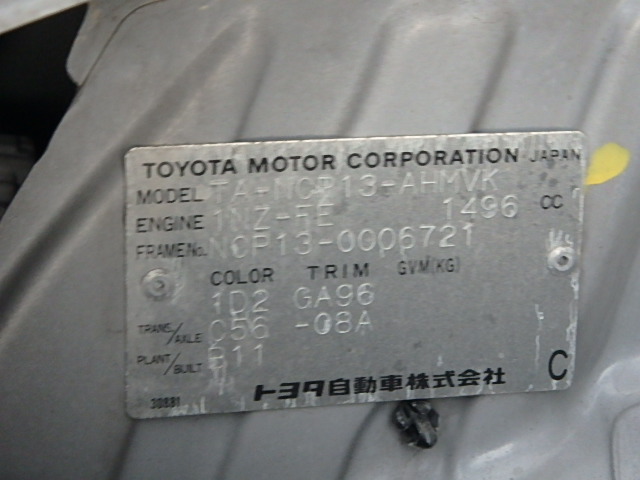 TOYOTA MOTOR CORPORATION JAPAN
MODEL TA-NCP13-AHMVK
ENGINE 1NZ-FE 1496 CC
FRAME No. NCP13-0006721
COLOR TRIM GVM(KG)
1D2 GA96
TRANS/AXLE C56 -08A
PLANT/BUILT P11
トヨタ自動車株式会社 C
30881